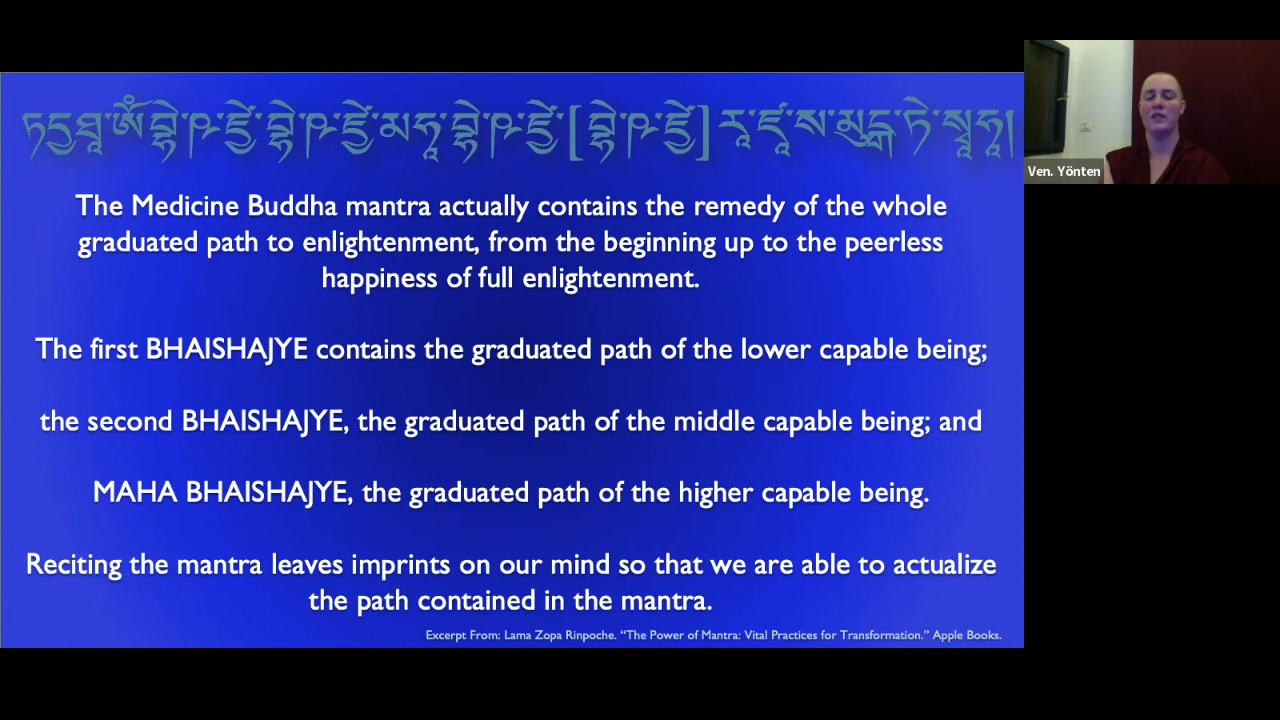 ཏདྱཐཱ་ༀ་བྷཻ་ཥ་ཛྱེ་བྷཻ་ཥ་ཛྱེ་མཧཱ་བྷཻ་ཥ་ཛྱེ་[བྷཻ་ཥ་ཛྱེ]་རཱ་ཛཱ་ས་མུདྒ་ཏེ་སྭཱཧཱ།
The Medicine Buddha mantra actually contains the remedy of the whole
graduated path to enlightenment, from the beginning up to the peerless
happiness of full enlightenment.
The first BHAISHAJYE contains the graduated path of the lower capable being;
the second BHAISHAJYE, the graduated path of the middle capable being; and
MAHA BHAISHAJYE, the graduated path of the higher capable being.
Reciting the mantra leaves imprints on our mind so that we are able to actualize
the path contained in the mantra.
Excerpt From: Lama Zopa Rinpoche. “The Power of Mantra: Vital Practices for Transformation.” Apple Books.
Ven. Yönten